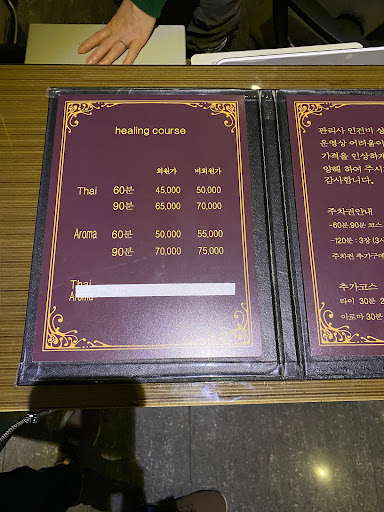 healing course
회원가 비회원가
Thai 60분 45,000 50,000
90분 65,000 70,000
Aroma 60분 50,000 55,000
90분 70,000 75,000
Thai
Aroma
관리사 인건비 상
운영상 어려움이
가격을 인상하게
양해 하여 주시
감사합니다.
주차권안내
-60분.90분 코스
-120분 : 3장 (3시
주차권 추가구매
추가코스
타이 30분 2
아로마 30분